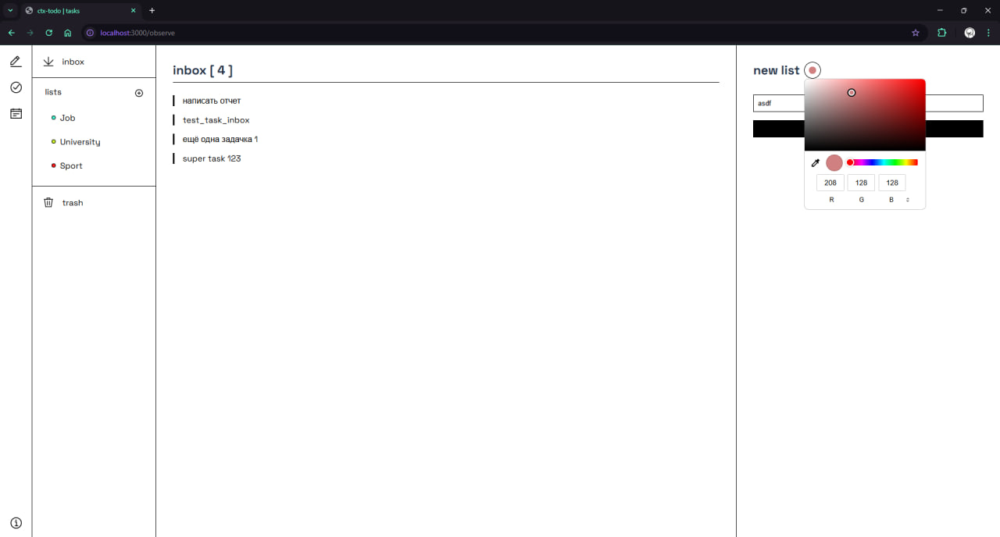 ctx-todo | tasks
localhost:3000/observe
inbox
lists
Job
University
Sport
trash
inbox [ 4 ]
написать отчет
test_task_inbox
ещё одна задачка 1
super task 123
new list
asdf
208 128 128
R G B